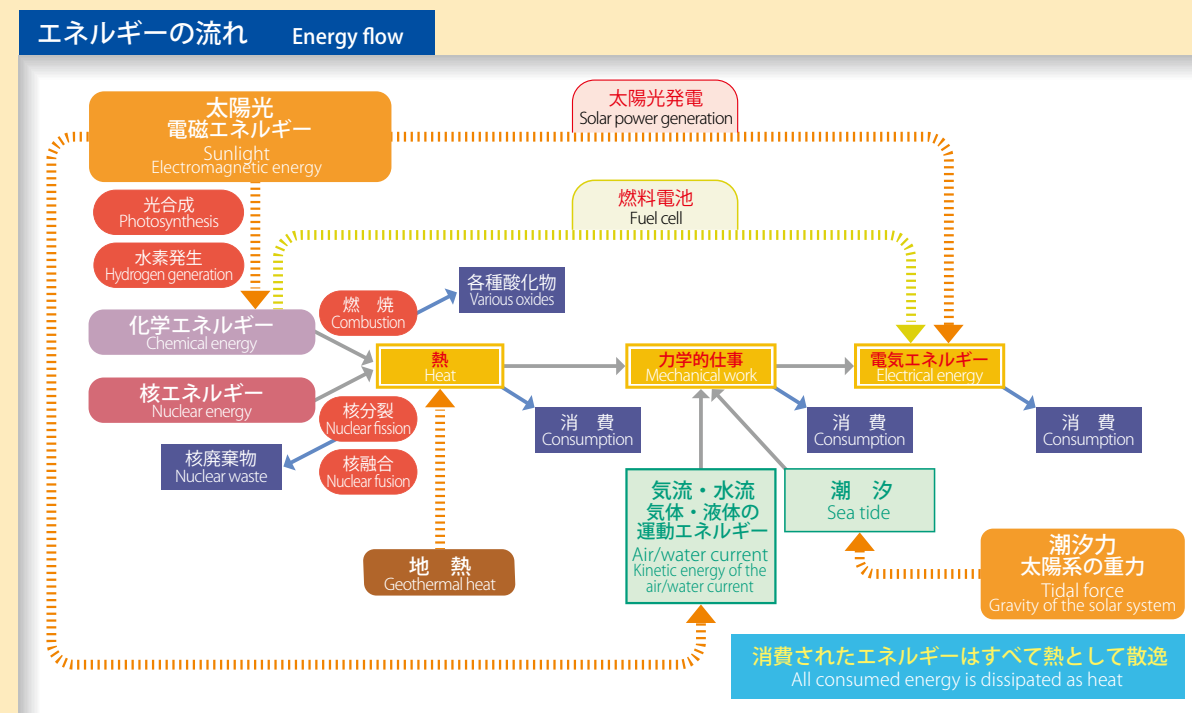 エネルギーの流れ Energy flow
太陽光
電磁エネルギー
Sunlight
Electromagnetic energy
太陽光発電
Solar power generation
光合成
Photosynthesis
水素発生
Hydrogen generation
燃料電池
Fuel cell
化学エネルギー
Chemical energy
燃 焼
Combustion
各種酸化物
Various oxides
核エネルギー
Nuclear energy
熱
Heat
力学的仕事
Mechanical work
電気エネルギー
Electrical energy
核分裂
Nuclear fission
核融合
Nuclear fusion
核廃棄物
Nuclear waste
消 費
Consumption
消 費
Consumption
消 費
Consumption
地 熱
Geothermal heat
気流・水流
気体・液体の
運動エネルギー
Air/water current
Kinetic energy of the
air/water current
潮 汐
Sea tide
潮汐力
太陽系の重力
Tidal force
Gravity of the solar system
消費されたエネルギーはすべて熱として散逸
All consumed energy is dissipated as heat